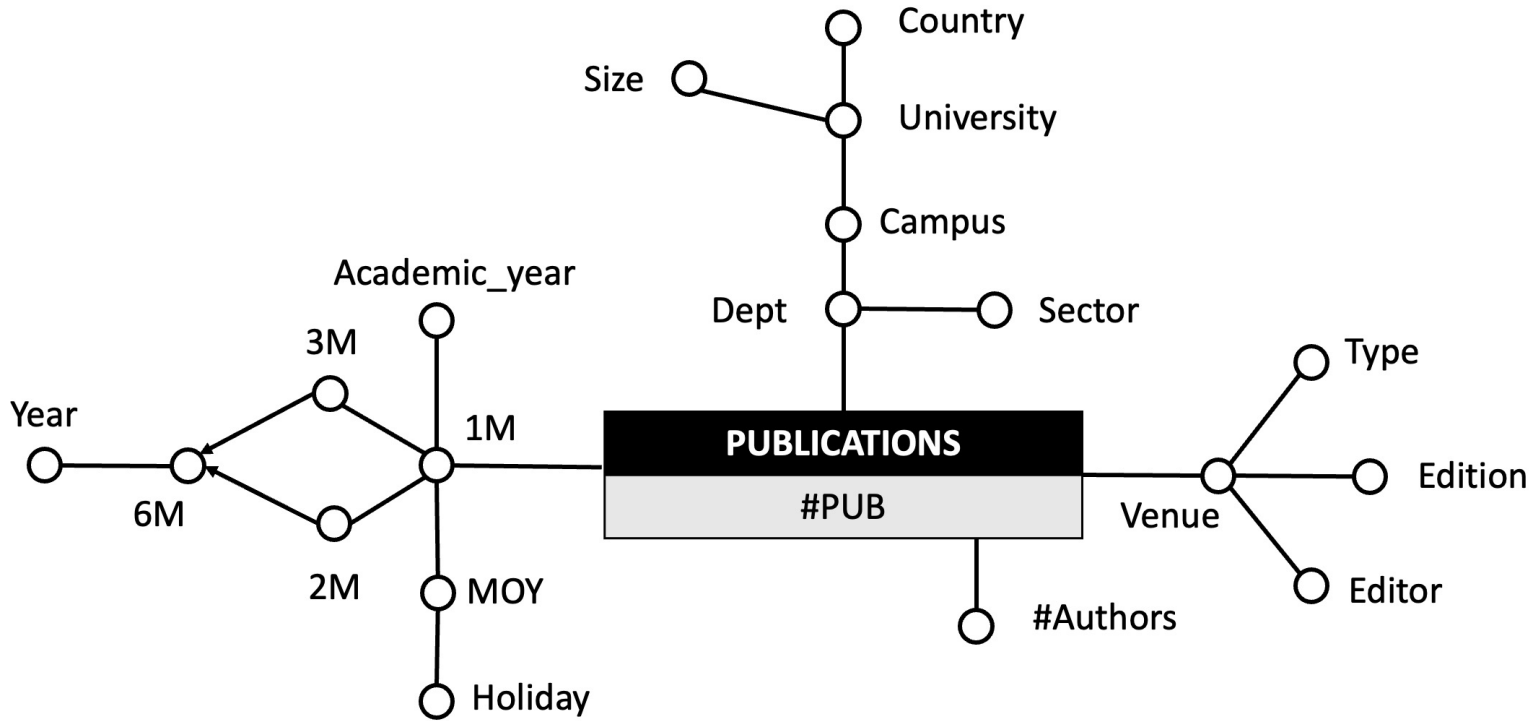 Country
Size
University
Campus
Academic_year
Dept
Sector
3M
Type
Year
1M
PUBLICATIONS
Edition
6M
#PUB
Venue
2M
MOY
Editor
#Authors
Holiday